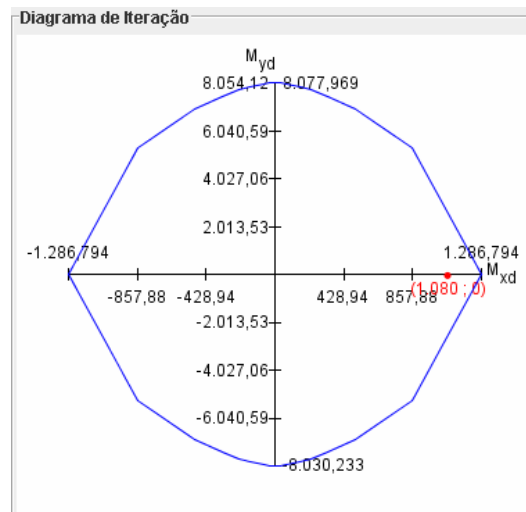 Diagrama de Iteração
Myd
8.054,12 8.077,969
6.040,59
4.027,06
2.013,53
-1.286,794 1.286,794
Mxd
-857,88 -428,94 428,94 857,88
(1.080 ; 0)
-2.013,53
-4.027,06
-6.040,59
-8.030,233